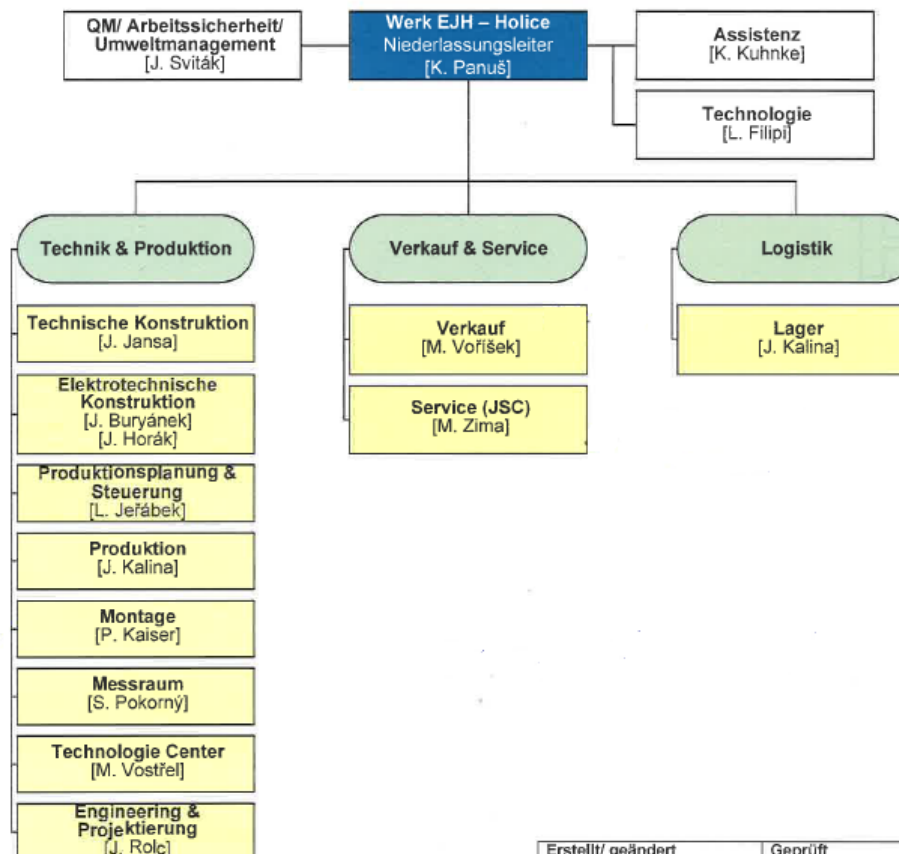 QM/ Arbeitssicherheit/
Umweltmanagement
[J. Sviták]
Werk EJH – Holice
Niederlassungsleiter
[K. Panuš]
Assistenz
[K. Kuhnke]
Technologie
[L. Filipi]
Technik & Produktion
Verkauf & Service
Logistik
Technische Konstruktion
[J. Jansa]
Elektrotechnische
Konstruktion
[J. Buryánek]
[J. Horák]
Produktionsplanung &
Steuerung
[L. Jeřábek]
Produktion
[J. Kalina]
Montage
[P. Kaiser]
Messraum
[S. Pokorný]
Technologie Center
[M. Vostřel]
Engineering &
Projektierung
[J. Rolc]
Verkauf
[M. Voříšek]
Service (JSC)
[M. Zima]
Lager
[J. Kalina]
Erstellt/ geändert
Geprüft